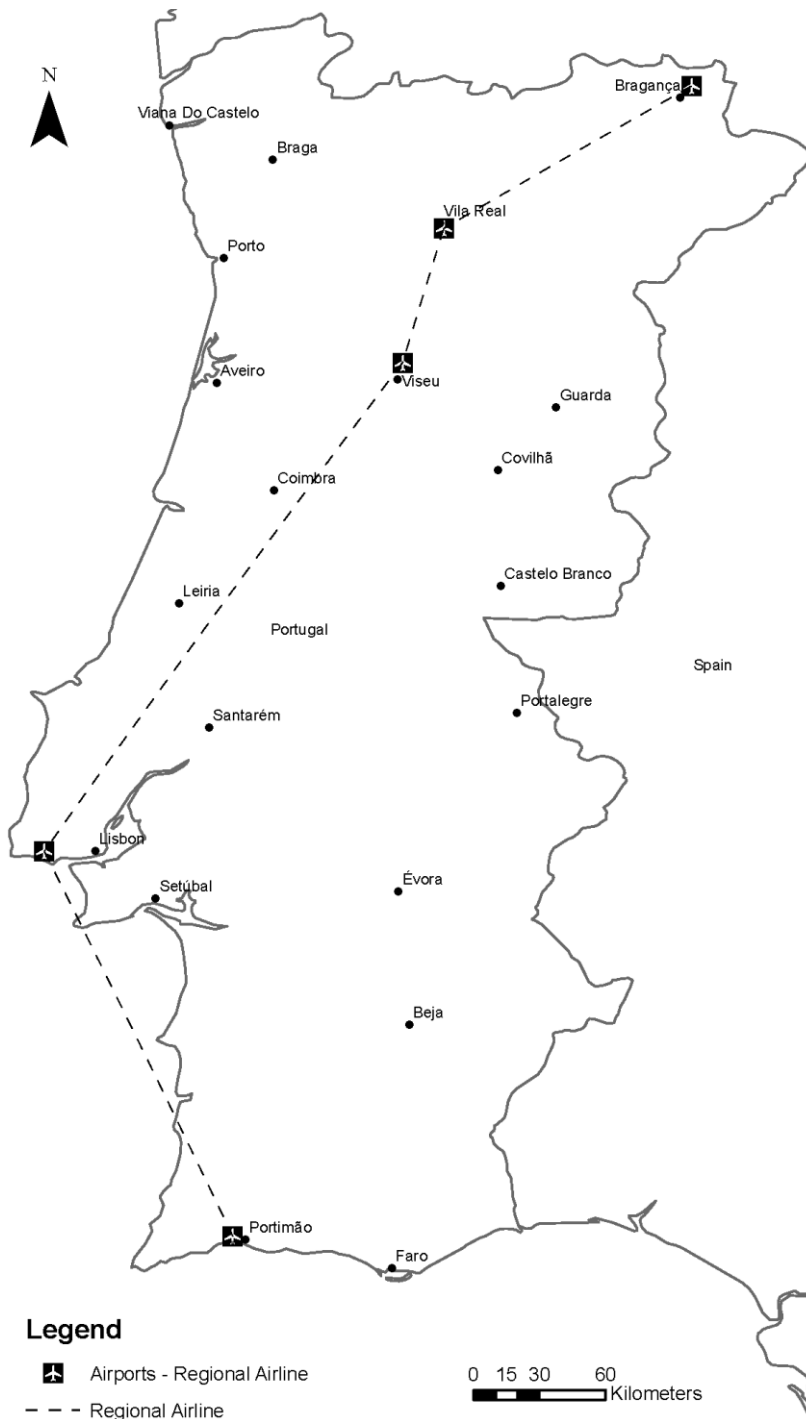 N
Bragança
Viana Do Castelo
Braga
Vila Real
Porto
Aveiro
Viseu
Guarda
Covilhã
Coimbra
Castelo Branco
Leiria
Portugal
Spain
Portalegre
Santarém
Lisbon
Setúbal
Évora
Beja
Portimão
Faro
Legend
Airports - Regional Airline
Regional Airline
0 15 30 60
Kilometers